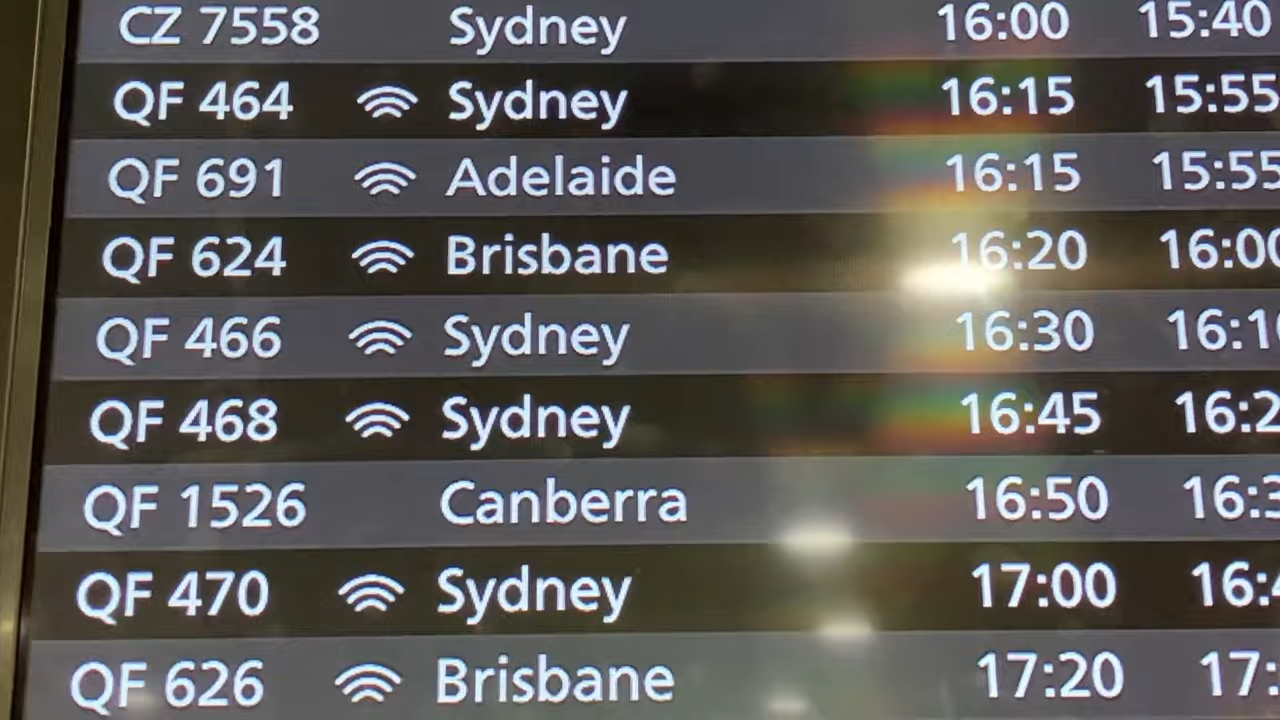 CZ 7558 Sydney 16:00 15:40
QF 464 Sydney 16:15 15:55
QF 691 Adelaide 16:15 15:55
QF 624 Brisbane 16:20 16:00
QF 466 Sydney 16:30
QF 468 Sydney 16:45
QF 1526 Canberra 16:50
QF 470 Sydney 17:00
QF 626 Brisbane 17:20